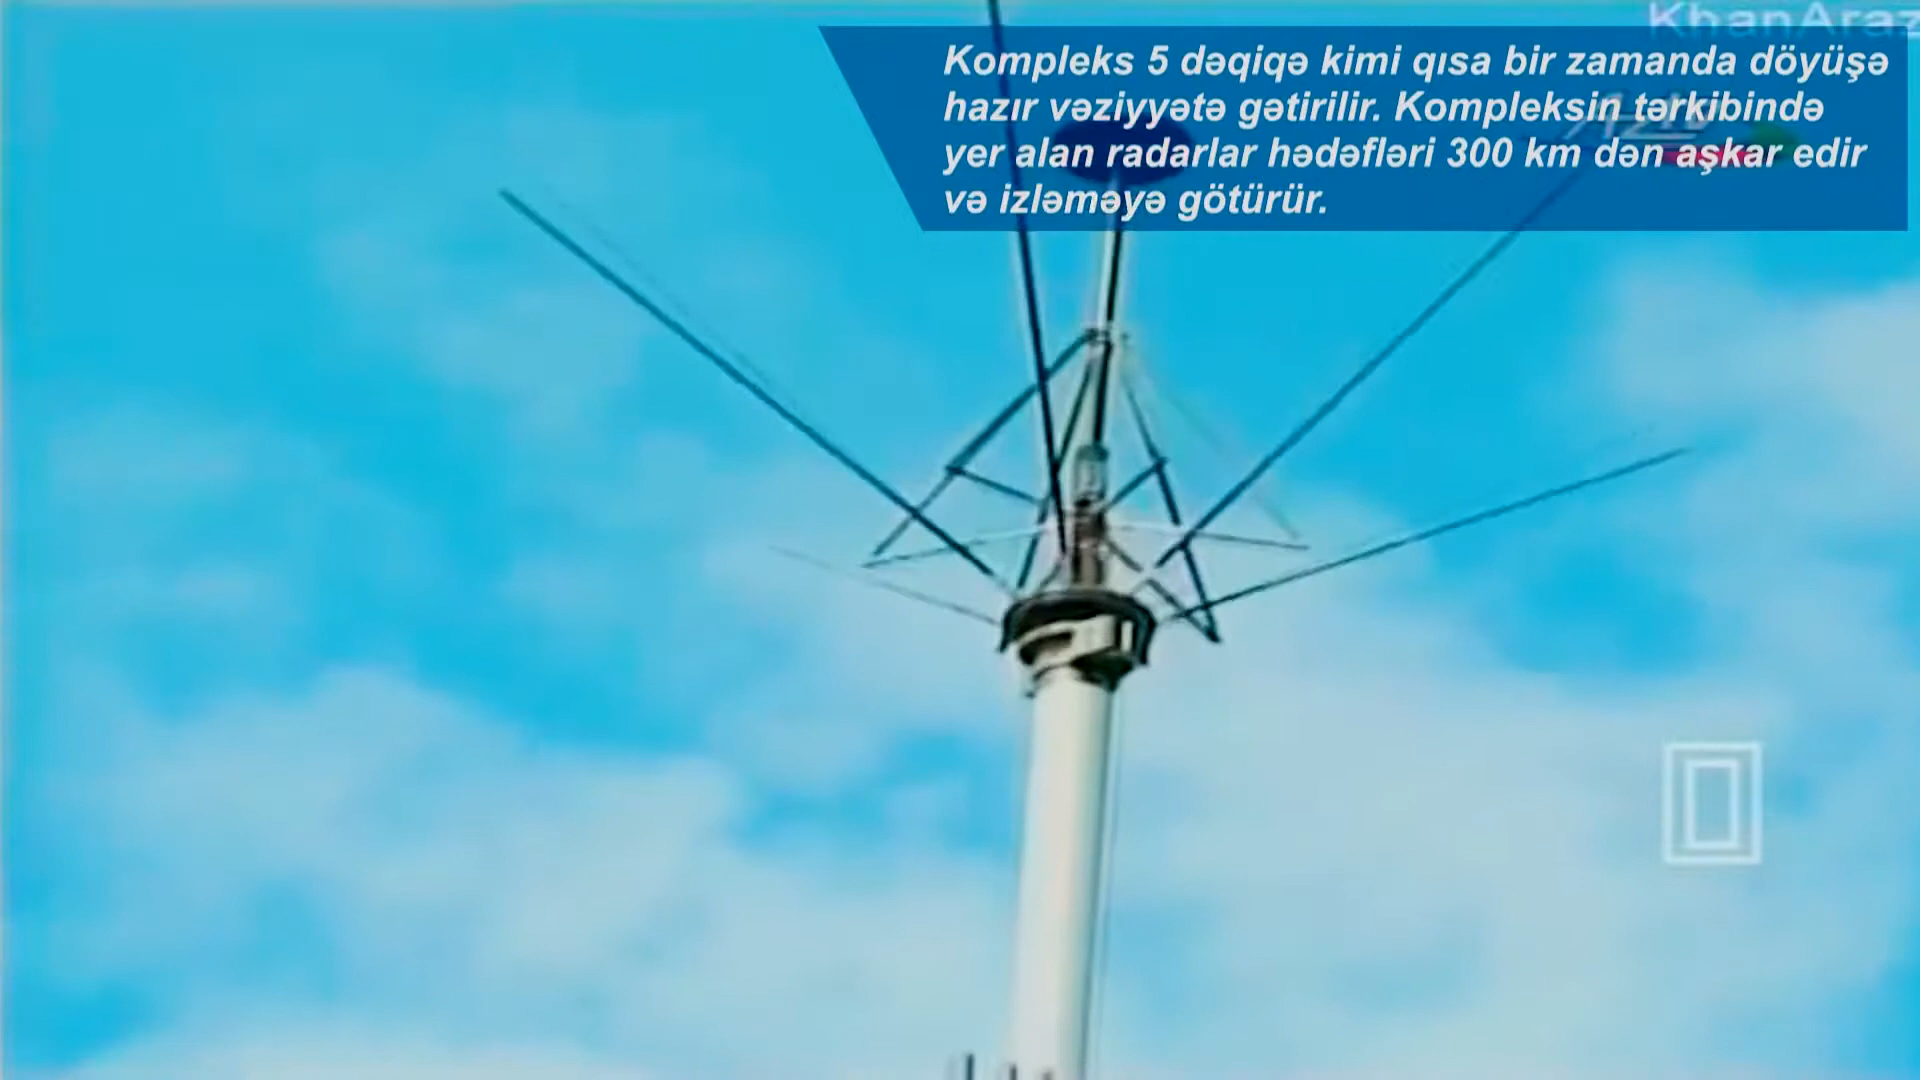 KhanAraz
Kompleks 5 dəqiqə kimi qısa bir zamanda döyüşə
hazır vəziyyətə gətirilir. Kompleksin tərkibində
yer alan radarlar hədəfləri 300 km dən aşkar edir
və izləməyə götürür.